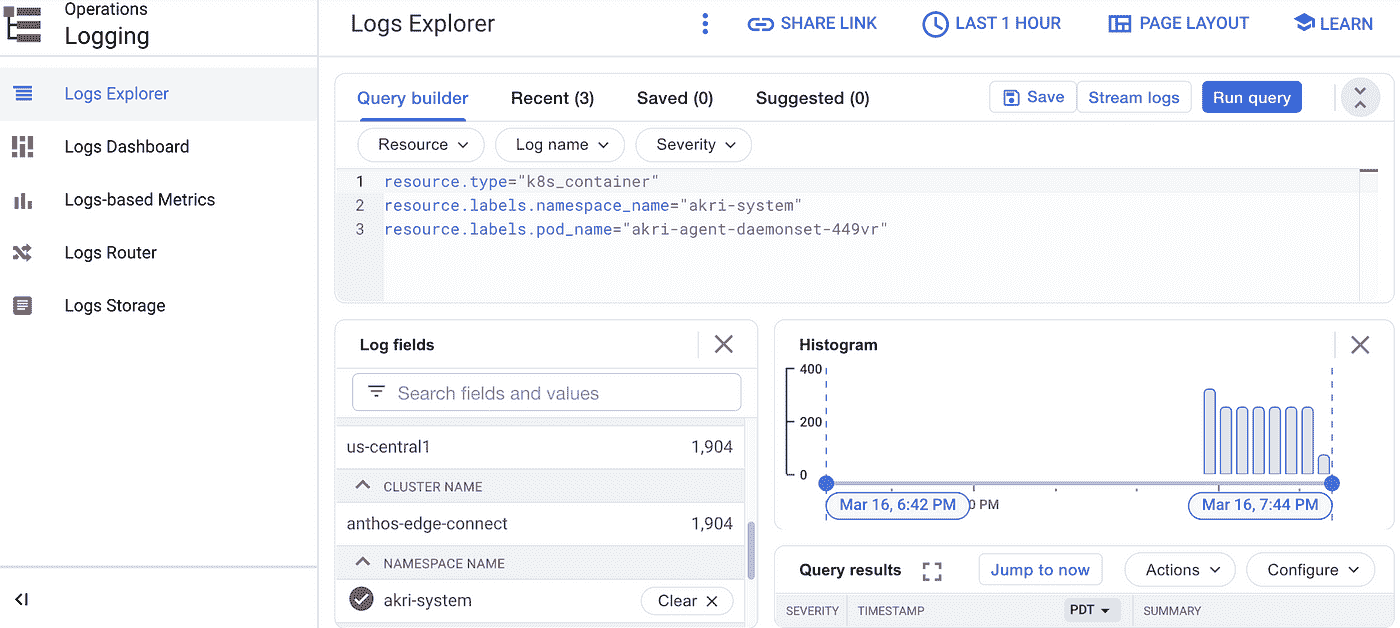 Operations
Logging
Logs Explorer
SHARE LINK
LAST 1 HOUR
PAGE LAYOUT
LEARN
Logs Explorer
Logs Dashboard
Logs-based Metrics
Logs Router
Logs Storage
Query builder
Recent (3)
Saved (0)
Suggested (0)
Save
Stream logs
Run query
Resource
Log name
Severity
1 resource.type="k8s_container"
2 resource.labels.namespace_name="akri-system"
3 resource.labels.pod_name="akri-agent-daemonset-449vr"
Log fields
Search fields and values
us-central1 1,904
CLUSTER NAME
anthos-edge-connect 1,904
NAMESPACE NAME
akri-system
Clear
Histogram
400
200
0
Mar 16, 6:42 PM
PM
Mar 16, 7:44 PM
Query results
Jump to now
Actions
Configure
SEVERITY
TIMESTAMP
PDT
SUMMARY